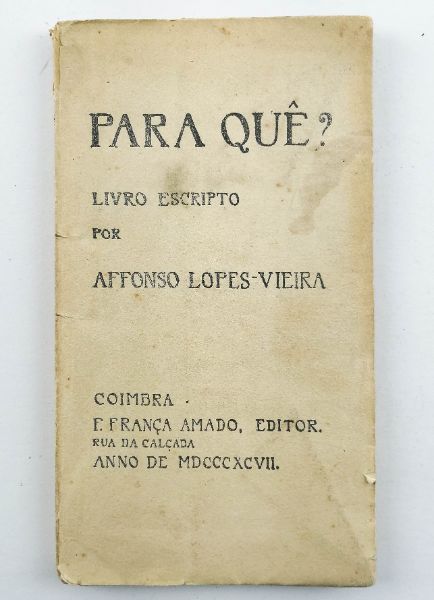 PARA QUÊ?
LIVRO ESCRIPTO
POR
AFFONSO LOPES-VIEIRA
COIMBRA
F. FRANÇA AMADO, EDITOR.
RUA DA CALÇADA
ANNO DE MDCCCXCVII.